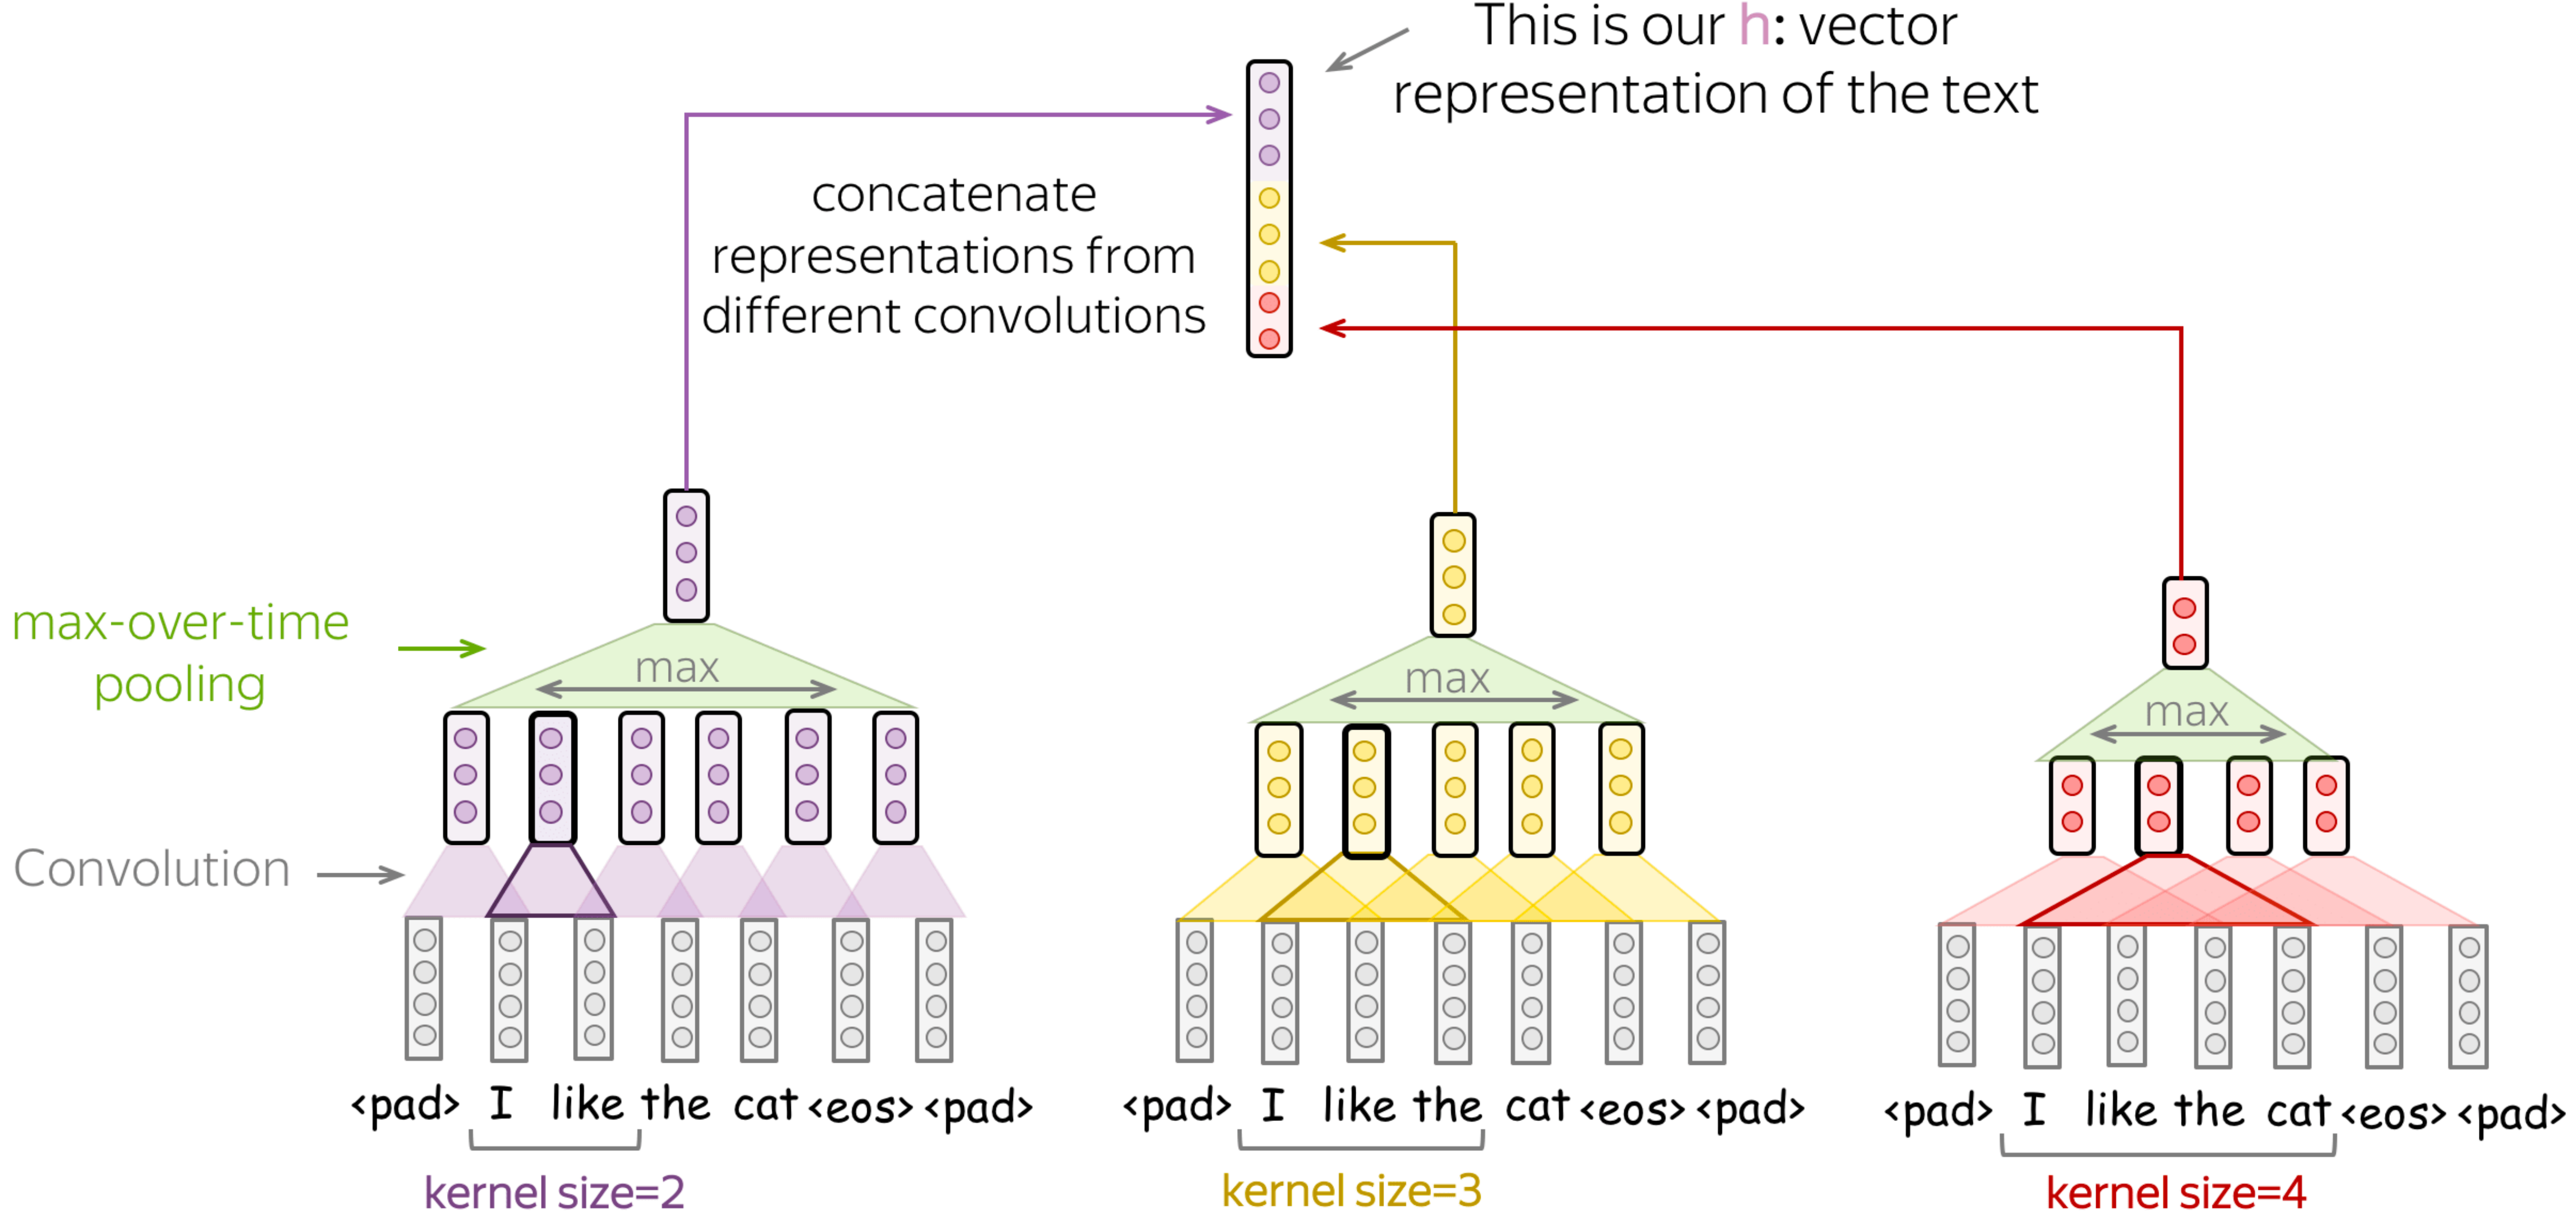 This is our h: vector
representation of the text
concatenate
representations from
different convolutions
max-over-time
pooling
max
max
max
Convolution
<pad> I like the cat <eos> <pad>
<pad> I like the cat <eos> <pad>
<pad> I like the cat <eos> <pad>
kernel size=2
kernel size=3
kernel size=4